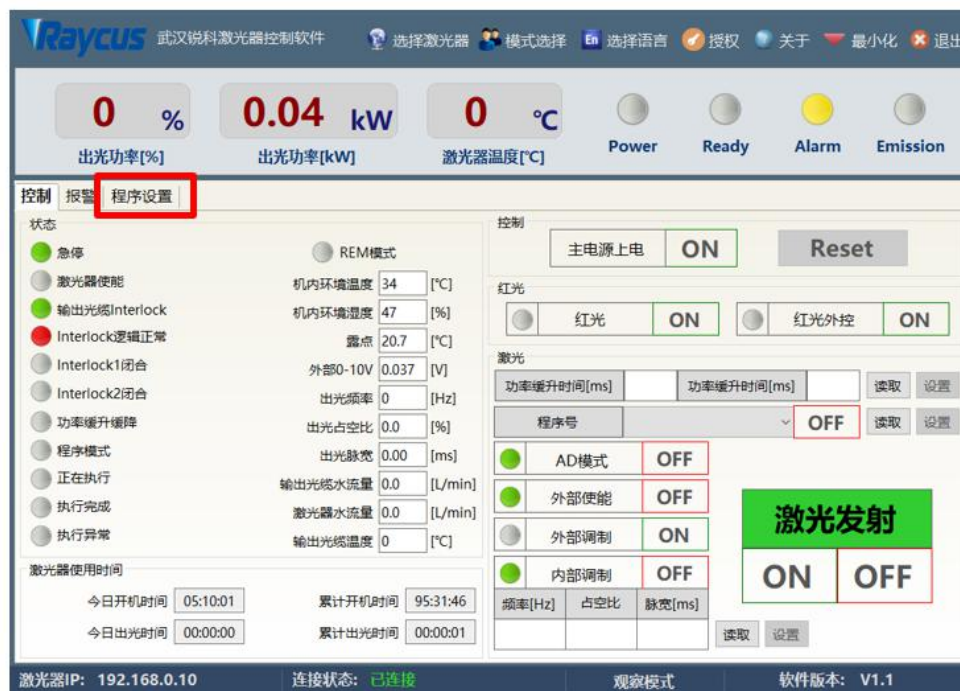 Raycus 武汉锐科激光器控制软件 选择激光器 模式选择 En 选择语言 授权 关于 最小化 退出
0 % 0.04 kW 0 ℃
出光功率[%] 出光功率[kW] 激光器温度[℃] Power Ready Alarm Emission
控制 报警 程序设置
状态
急停 REM模式
激光器使能 机内环境温度 34 [℃]
输出光缆Interlock 机内环境湿度 47 [%]
Interlock逻辑正常 露点 20.7 [℃]
Interlock1闭合 外部0-10V 0.037 [V]
Interlock2闭合 出光频率 0 [Hz]
功率缓升缓降 出光占空比 0.0 [%]
程序模式 出光脉宽 0.00 [ms]
正在执行 输出光缆水流量 0.0 [L/min]
执行完成 激光器水流量 0.0 [L/min]
执行异常 输出光缆温度 0 [℃]
激光器使用时间
今日开机时间 05:10:01 累计开机时间 95:31:46
今日出光时间 00:00:00 累计出光时间 00:00:01
控制
主电源上电 ON Reset
红光
红光 ON 红光外控 ON
激光
功率缓升时间[ms] 功率缓升时间[ms] 读取 设置
程序号 OFF 读取 设置
AD模式 OFF
外部使能 OFF
外部调制 ON
内部调制 OFF
激光发射
ON OFF
频率[Hz] 占空比 脉宽[ms]
读取 设置
激光器IP: 192.168.0.10 连接状态: 已连接 观察模式 软件版本: V1.1